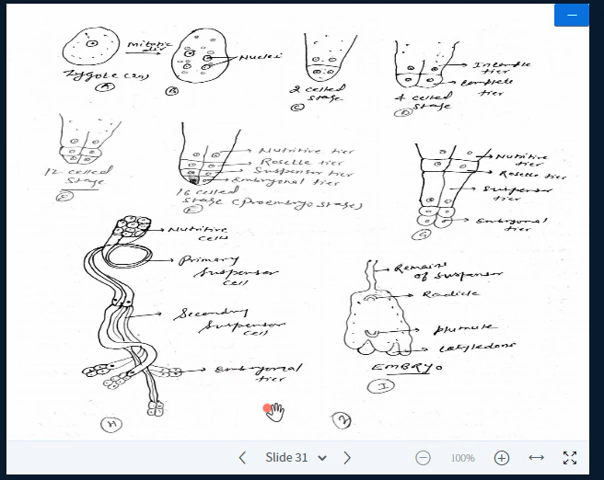 Zygote (2n)
A
Mitotic
div
Nuclei
B
2 celled
stage
C
Incomplete
tier
Complete
tier
4 celled
stage
D
12 celled
stage
E
Nutritive tier
Rosette tier
Suspensor tier
Embryonal tier
16 celled
stage (Proembryo stage)
F
Nutritive
tier
Rosette tier
Suspensor
tier
Embryonal
tier
G
Nutritive
cells
Primary
suspensor
cell
Secondary
suspensor
cell
Embryonal
tier
H
Remains
of suspensor
Radicle
Plumule
Cotyledons
EMBRYO
I
2
Slide 31
100%